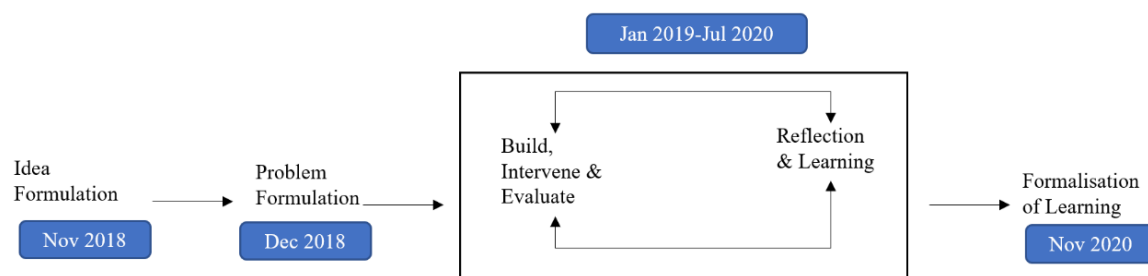 Jan 2019-Jul 2020
Idea
Formulation
Nov 2018
Problem
Formulation
Dec 2018
Build,
Intervene &
Evaluate
Reflection
& Learning
Formalisation
of Learning
Nov 2020